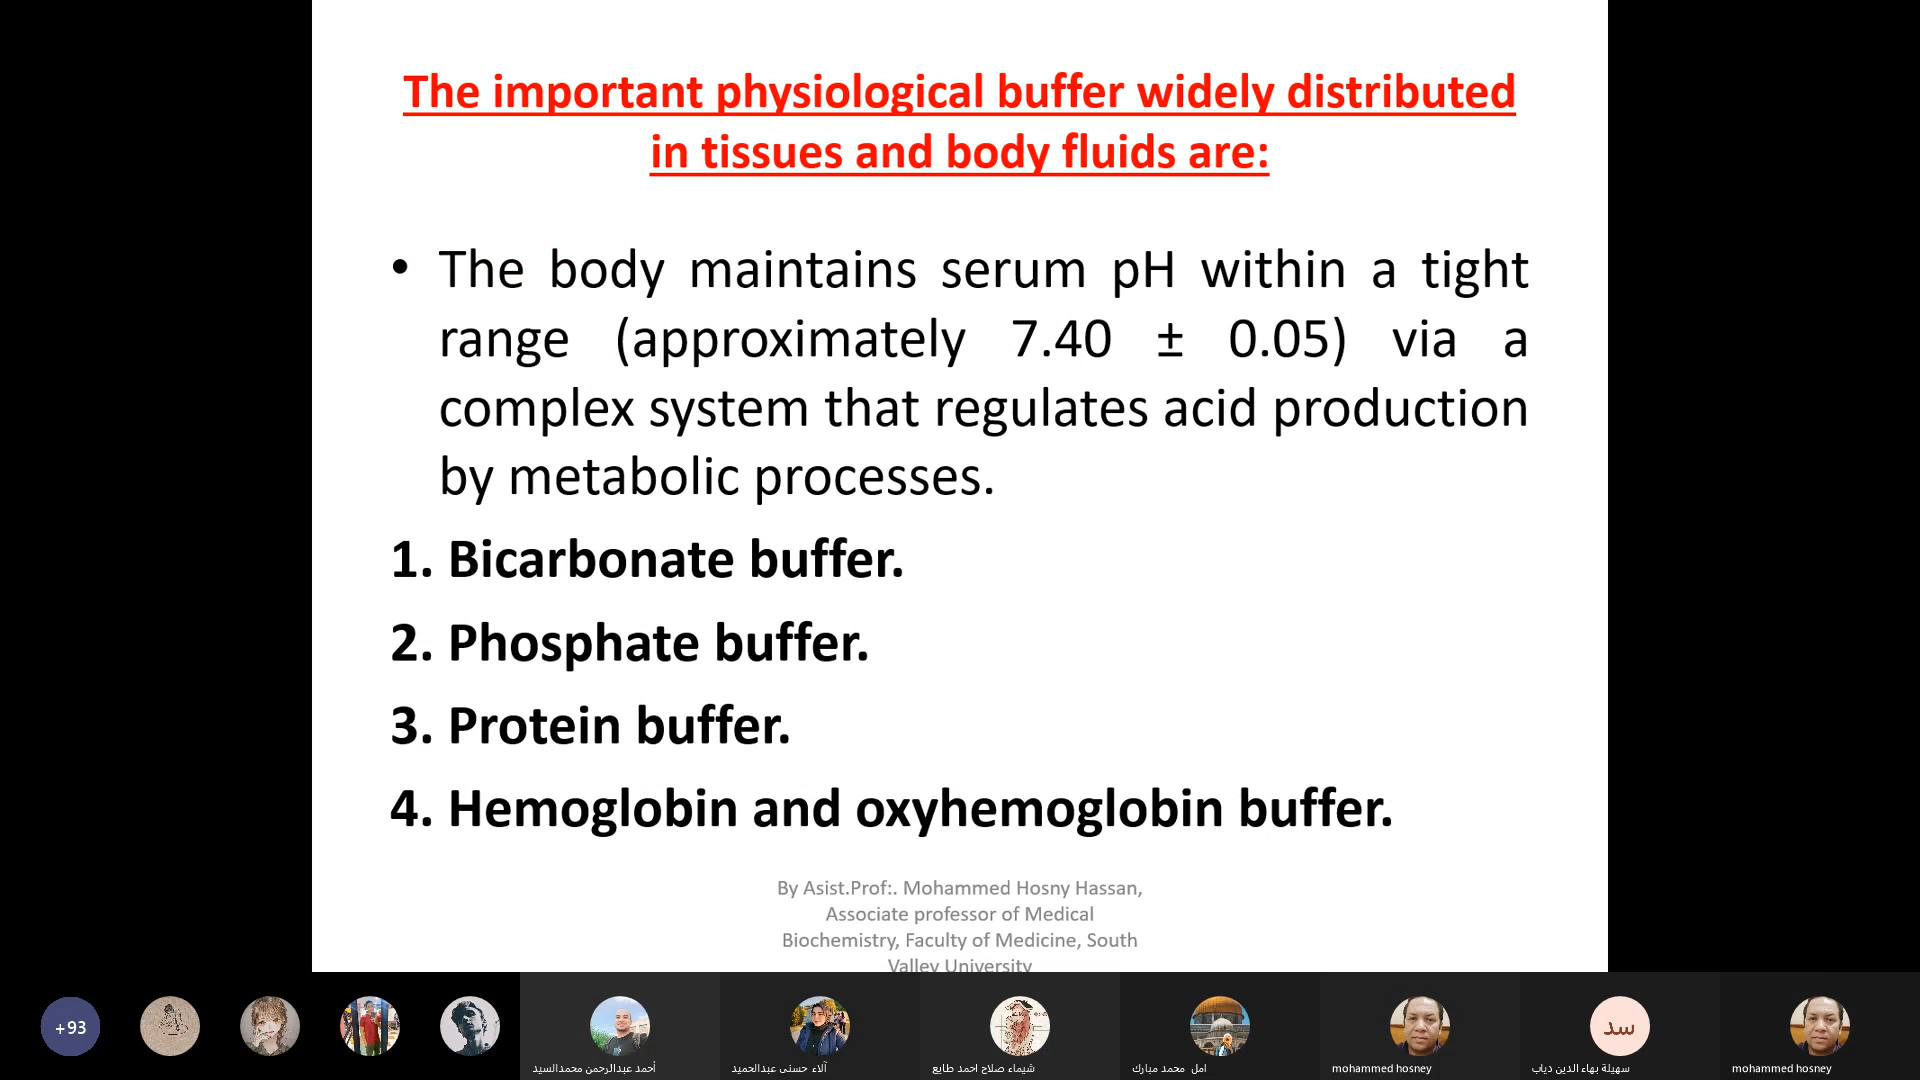 The important physiological buffer widely distributed
in tissues and body fluids are:
• The body maintains serum pH within a tight
range (approximately 7.40 ± 0.05) via a
complex system that regulates acid production
by metabolic processes.
1. Bicarbonate buffer.
2. Phosphate buffer.
3. Protein buffer.
4. Hemoglobin and oxyhemoglobin buffer.
By Asist.Prof:. Mohammed Hosny Hassan,
Associate professor of Medical
Biochemistry, Faculty of Medicine, South
Valley University
+93
سد
أحمد عبدالرحمن محمدالسيد
آلاء حسنى عبدالحميد
شيماء صلاح احمد طايع
امل محمد مبارك
mohammed hosney
سهيلة بهاء الدين دياب
mohammed hosney